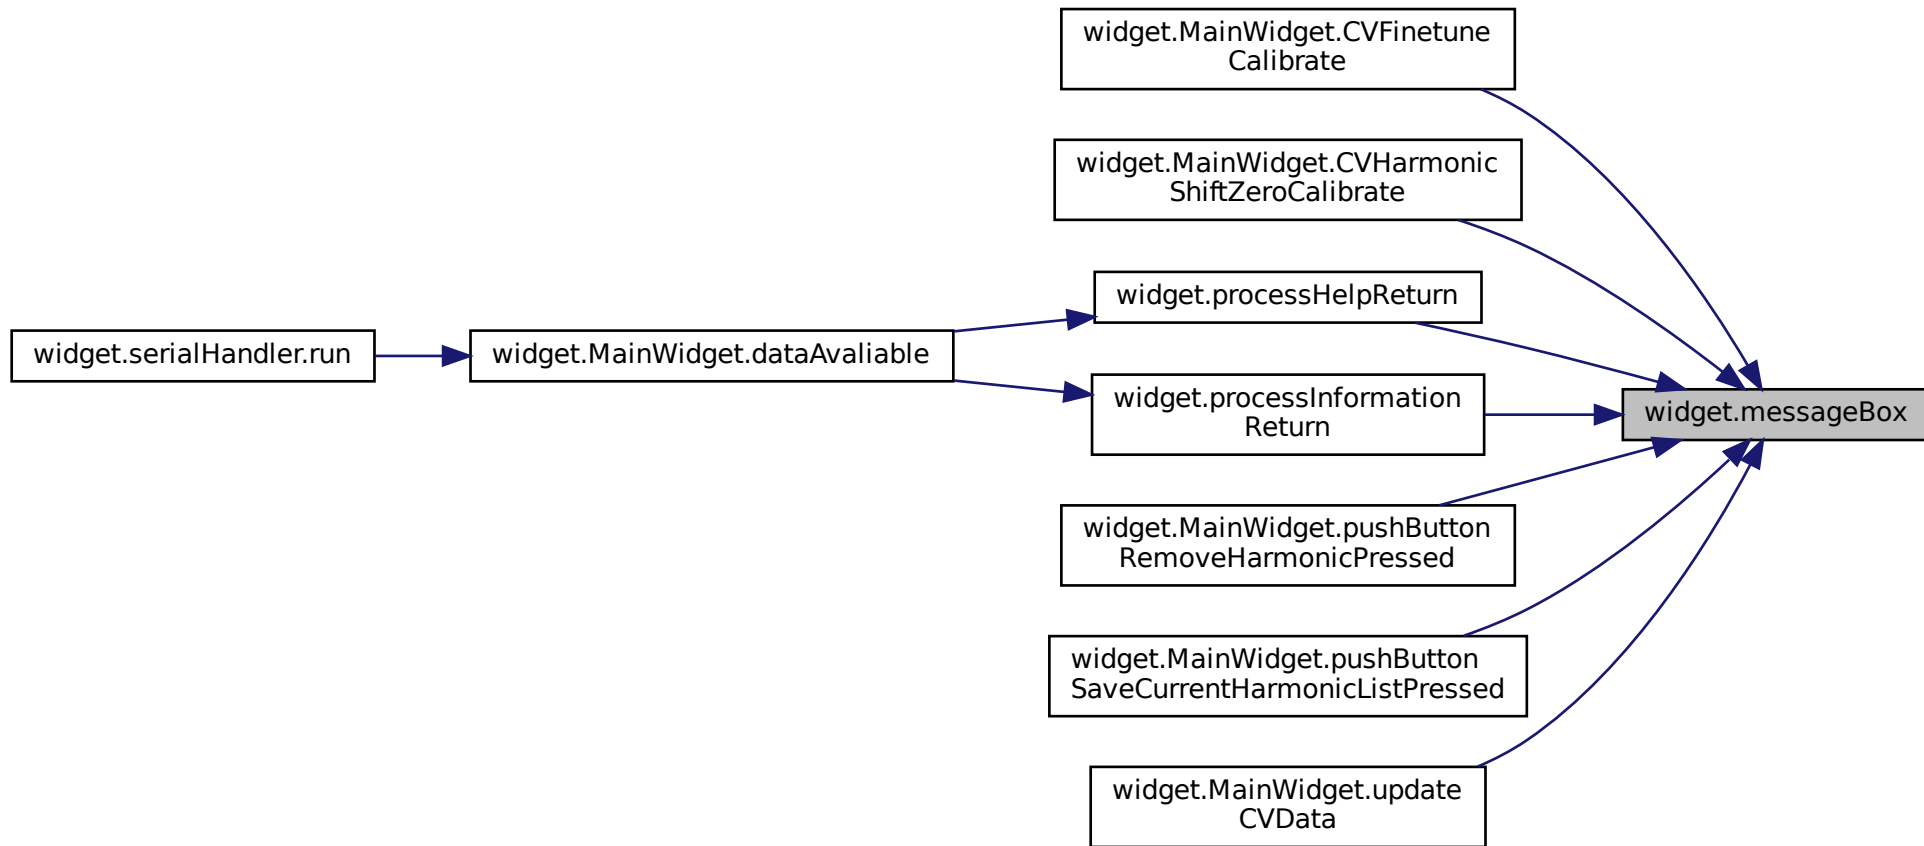 widget.MainWidget.CVFinetune
Calibrate
widget.MainWidget.CVHarmonic
ShiftZeroCalibrate
widget.processHelpReturn
widget.serialHandler.run
widget.MainWidget.dataAvaliable
widget.processInformation
Return
widget.messageBox
widget.MainWidget.pushButton
RemoveHarmonicPressed
widget.MainWidget.pushButton
SaveCurrentHarmonicListPressed
widget.MainWidget.update
CVData